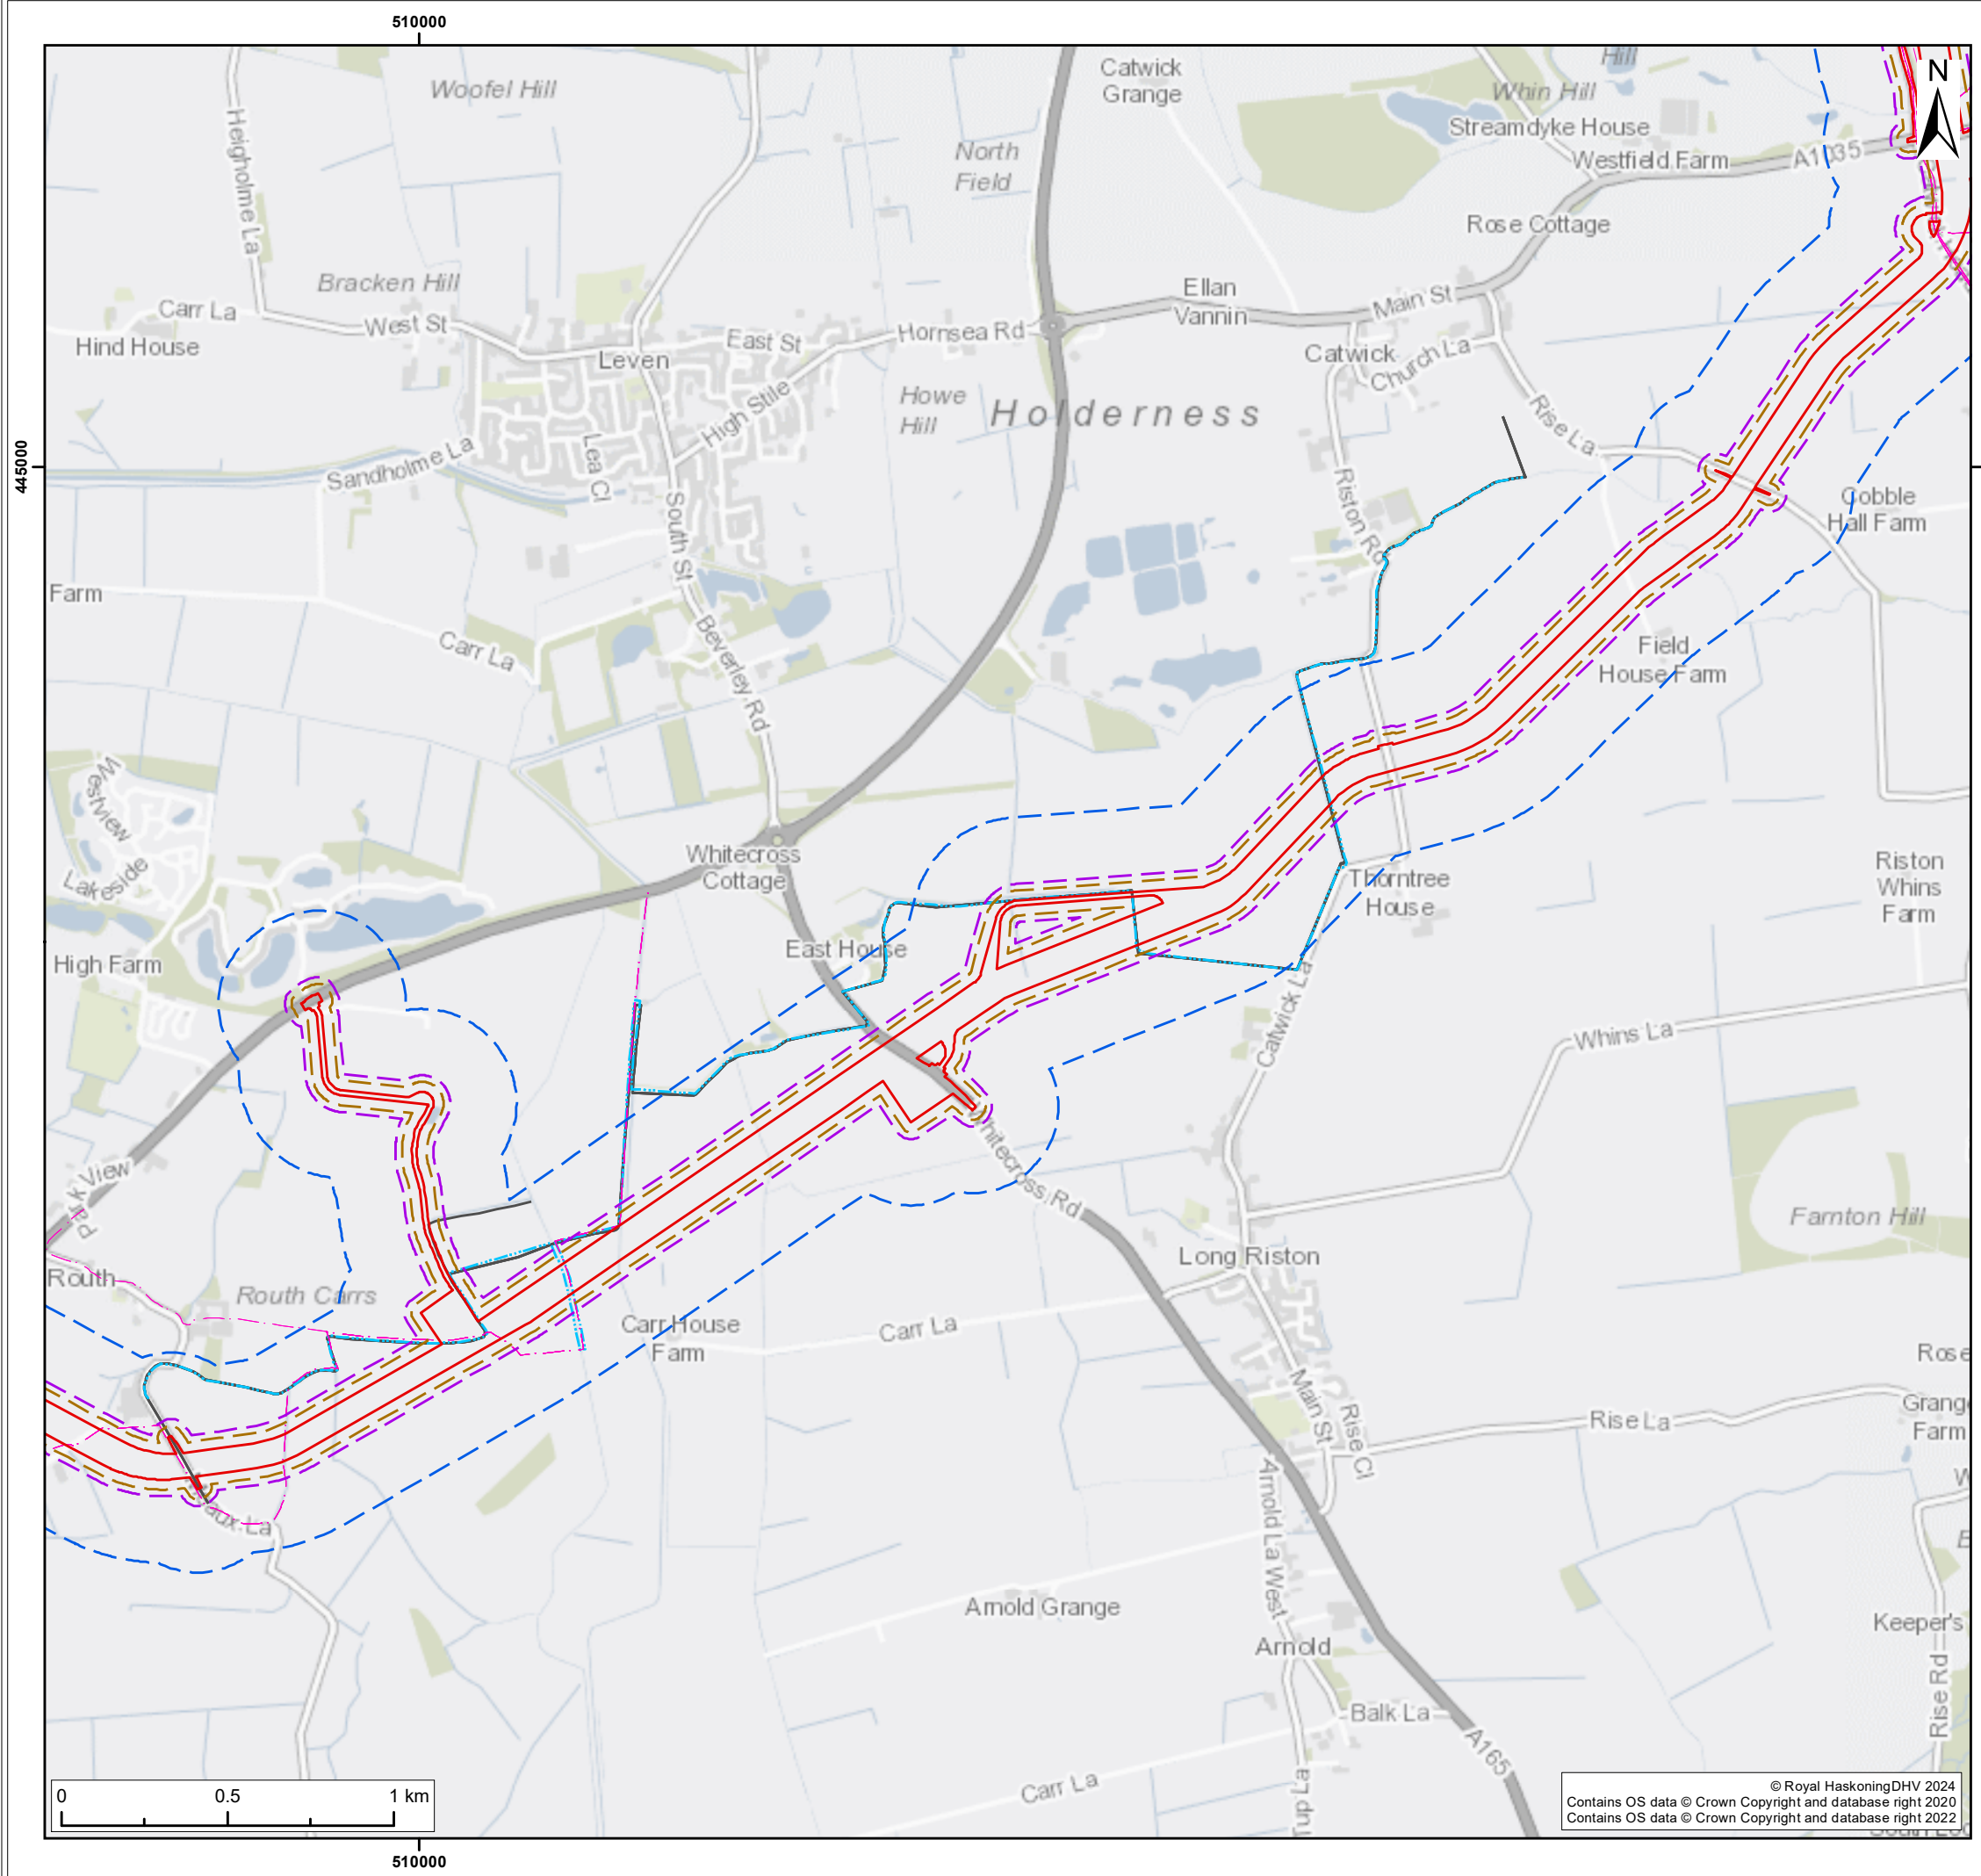 510000
Woofel Hill
Catwick
Grange
Hill
Whin Hill
N
Streamdyke House
Westfield Farm
A1035
Heigholme La
North
Field
Rose Cottage
Bracken Hill
Carr La
West St
Hind House
Leven
East St
Hornsea Rd
Ellan
Vannin
Main St
Catwick
Church La
High Stile
Howe
Hill
Holderness
Rise La
445000
Sandholme La
Lea Cl
South St
Riston Rd
Cobble
Hall Farm
Farm
Carr La
Beverley Rd
Field
House Farm
Westview
Lakeside
Whitecross
Cottage
Thorntree
House
Riston
Whins
Farm
High Farm
East House
Catwick La
Whins La
Park View
Whitecross Rd
Farnton Hill
Routh
Routh Carrs
Long Riston
Carr House
Farm
Carr La
Rose
Main St
Rise Cl
Rise La
Grange
Farm
aux La
Arnold La West
Arnold Grange
Arnold
Keeper's
Rise Rd
Balk La
A165
Carr La
0 0.5 1 km
© Royal HaskoningDHV 2024
Contains OS data © Crown Copyright and database right 2020
Contains OS data © Crown Copyright and database right 2022
510000